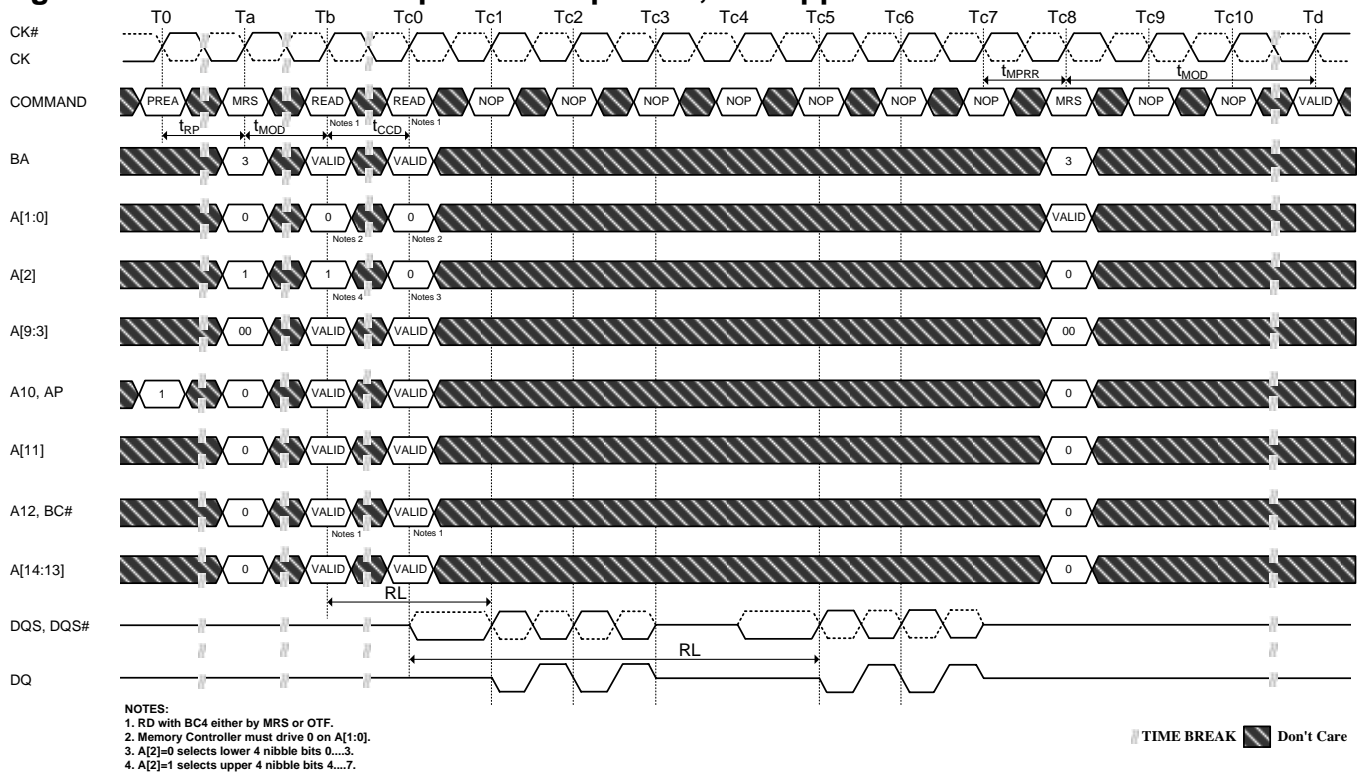 T0 Ta Tb Tc0 Tc1 Tc2 Tc3 Tc4 Tc5 Tc6 Tc7 Tc8 Tc9 Tc10 Td
CK#
CK
tMPRR tMOD
COMMAND PREA MRS READ READ NOP NOP NOP NOP NOP NOP NOP MRS NOP NOP VALID
Notes 1 Notes 1
tRP tMOD tCCD
BA 3 VALID VALID 3
A[1:0] 0 0 0 VALID
Notes 2 Notes 2
A[2] 1 1 0 0
Notes 4 Notes 3
A[9:3] 00 VALID VALID 00
A10, AP 1 0 VALID VALID 0
A[11] 0 VALID VALID 0
A12, BC# 0 VALID VALID 0
Notes 1 Notes 1
A[14:13] 0 VALID VALID 0
RL
DQS, DQS#
RL
DQ
NOTES:
1. RD with BC4 either by MRS or OTF.
2. Memory Controller must drive 0 on A[1:0].
3. A[2]=0 selects lower 4 nibble bits 0....3.
4. A[2]=1 selects upper 4 nibble bits 4....7.
TIME BREAK Don't Care